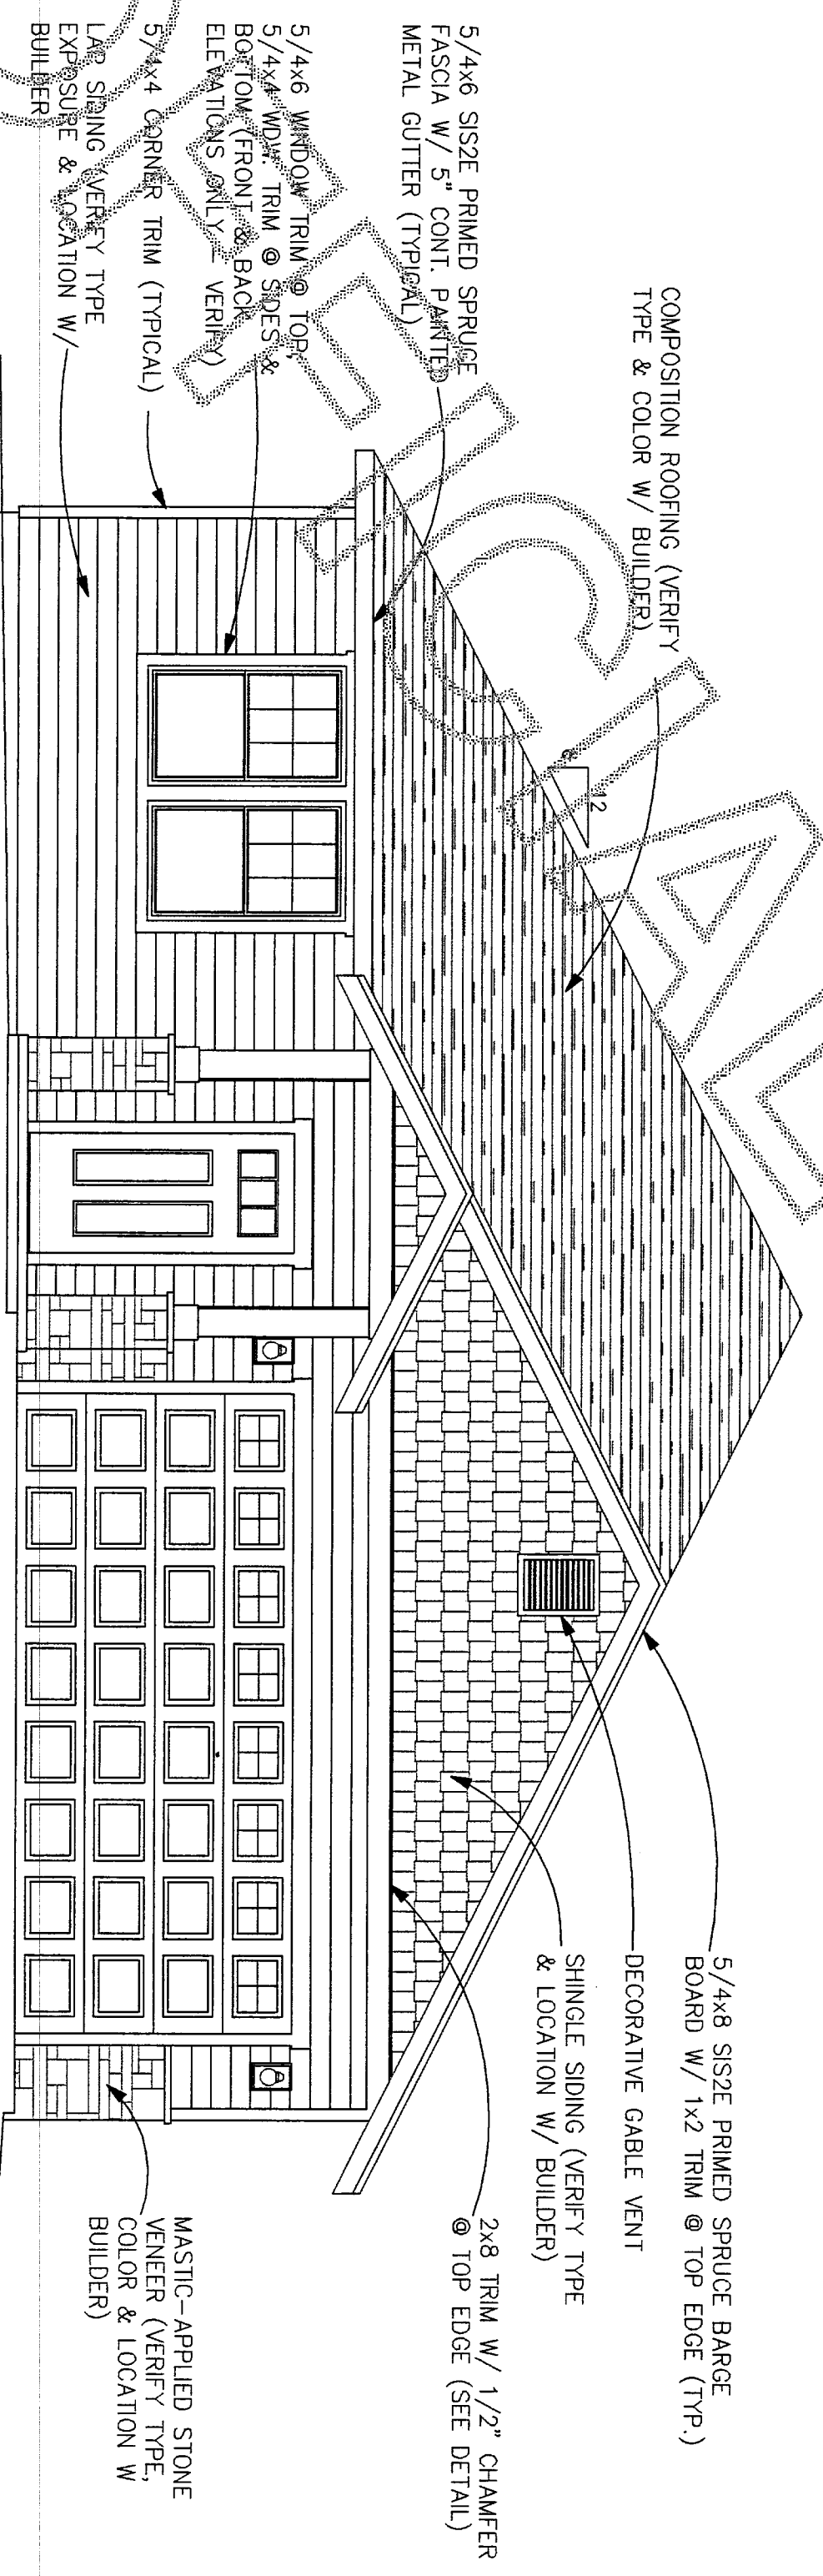 COMPOSITION ROOFING (VERIFY
TYPE & COLOR W/ BUILDER)
5/4x6 SIS2E PRIMED SPRUCE
FASCIA W/ 5" CONT. PAINTED
METAL GUTTER (TYPICAL)
5/4x6 WINDOW TRIM @ TOP,
5/4x4 WDW. TRIM @ SIDES &
BOTTOM (FRONT & BACK
ELEVATIONS ONLY – VERIFY)
5/4x4 CORNER TRIM (TYPICAL)
LAP SIDING (VERIFY TYPE
EXPOSURE & LOCATION W/
BUILDER
12
6
5/4x8 SIS2E PRIMED SPRUCE BARGE
BOARD W/ 1x2 TRIM @ TOP EDGE (TYP.)
DECORATIVE GABLE VENT
SHINGLE SIDING (VERIFY TYPE
& LOCATION W/ BUILDER)
2x8 TRIM W/ 1/2" CHAMFER
@ TOP EDGE (SEE DETAIL)
MASTIC–APPLIED STONE
VENEER (VERIFY TYPE,
COLOR & LOCATION W
BUILDER)
OFFICIAL